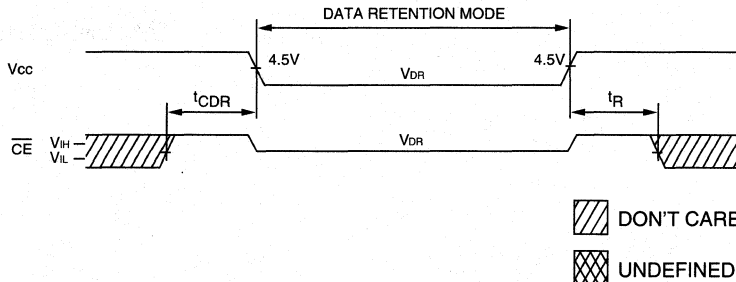 DATA RETENTION MODE
4.5V
4.5V
Vcc
VDR
tCDR
tR
CE
VIH
VIL
VDR
DON'T CARE
UNDEFINED